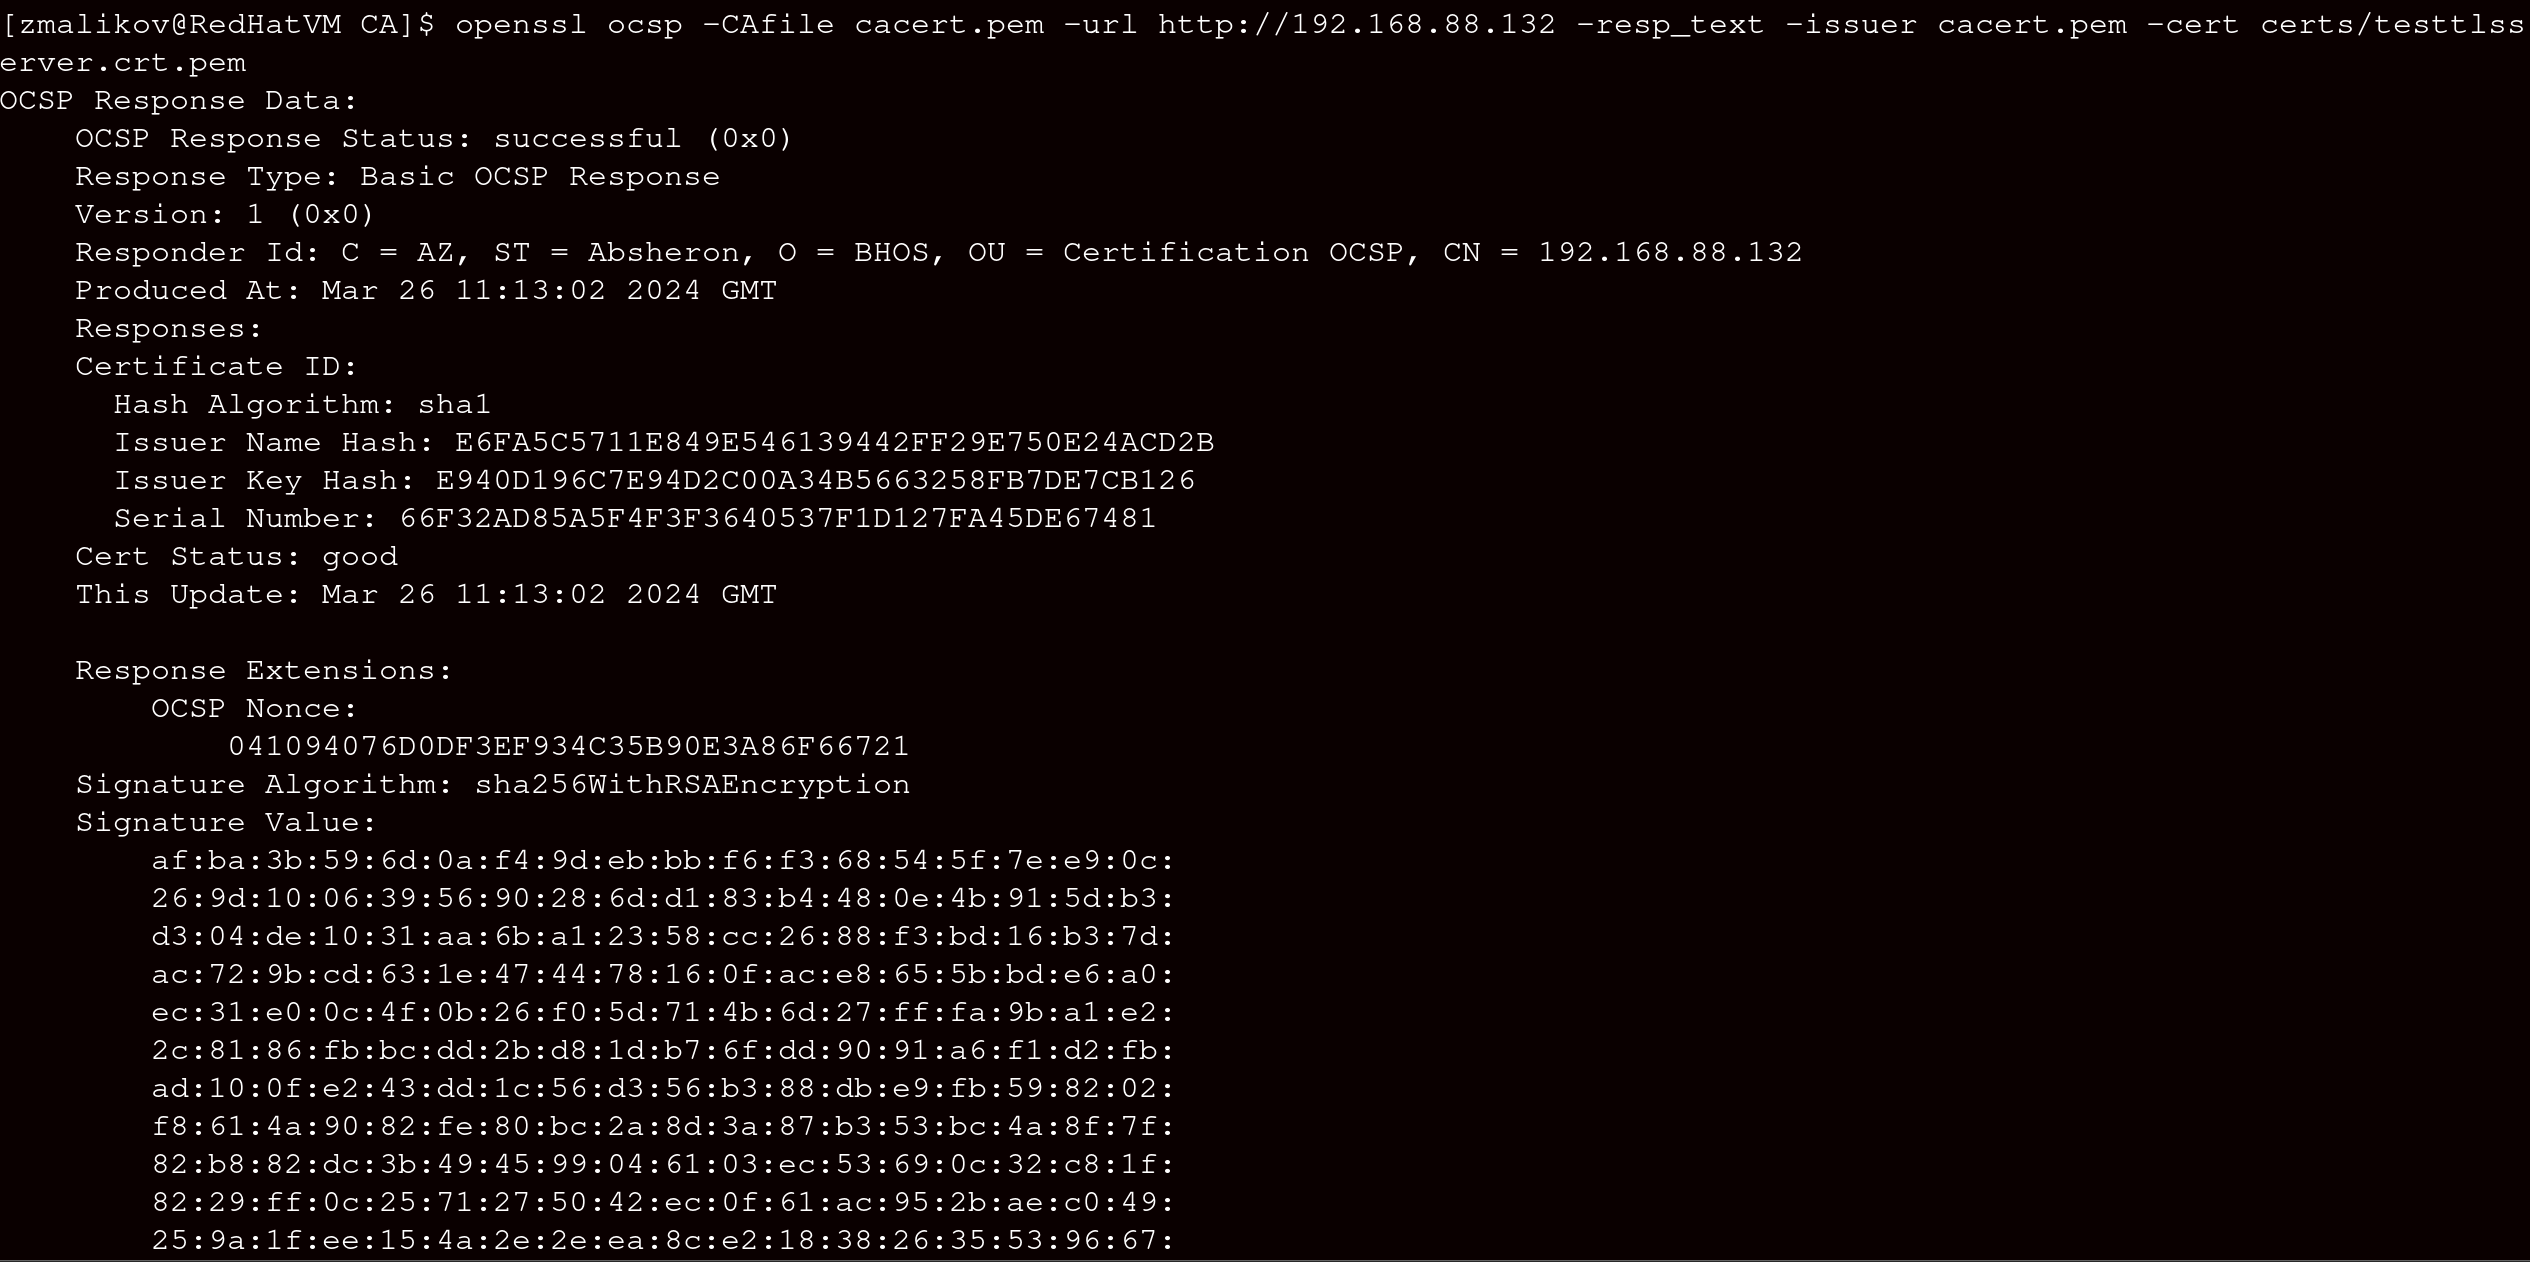 [zmalikov@RedHatVM CA]$ openssl ocsp -CAfile cacert.pem -url http://192.168.88.132 -resp_text -issuer cacert.pem -cert certs/testtlss
erver.crt.pem
OCSP Response Data:
    OCSP Response Status: successful (0x0)
    Response Type: Basic OCSP Response
    Version: 1 (0x0)
    Responder Id: C = AZ, ST = Absheron, O = BHOS, OU = Certification OCSP, CN = 192.168.88.132
    Produced At: Mar 26 11:13:02 2024 GMT
    Responses:
    Certificate ID:
      Hash Algorithm: sha1
      Issuer Name Hash: E6FA5C5711E849E546139442FF29E750E24ACD2B
      Issuer Key Hash: E940D196C7E94D2C00A34B5663258FB7DE7CB126
      Serial Number: 66F32AD85A5F4F3F3640537F1D127FA45DE67481
    Cert Status: good
    This Update: Mar 26 11:13:02 2024 GMT

    Response Extensions:
        OCSP Nonce:
            041094076D0DF3EF934C35B90E3A86F66721
    Signature Algorithm: sha256WithRSAEncryption
    Signature Value:
        af:ba:3b:59:6d:0a:f4:9d:eb:bb:f6:f3:68:54:5f:7e:e9:0c:
        26:9d:10:06:39:56:90:28:6d:d1:83:b4:48:0e:4b:91:5d:b3:
        d3:04:de:10:31:aa:6b:a1:23:58:cc:26:88:f3:bd:16:b3:7d:
        ac:72:9b:cd:63:1e:47:44:78:16:0f:ac:e8:65:5b:bd:e6:a0:
        ec:31:e0:0c:4f:0b:26:f0:5d:71:4b:6d:27:ff:fa:9b:a1:e2:
        2c:81:86:fb:bc:dd:2b:d8:1d:b7:6f:dd:90:91:a6:f1:d2:fb:
        ad:10:0f:e2:43:dd:1c:56:d3:56:b3:88:db:e9:fb:59:82:02:
        f8:61:4a:90:82:fe:80:bc:2a:8d:3a:87:b3:53:bc:4a:8f:7f:
        82:b8:82:dc:3b:49:45:99:04:61:03:ec:53:69:0c:32:c8:1f:
        82:29:ff:0c:25:71:27:50:42:ec:0f:61:ac:95:2b:ae:c0:49:
        25:9a:1f:ee:15:4a:2e:2e:ea:8c:e2:18:38:26:35:53:96:67: